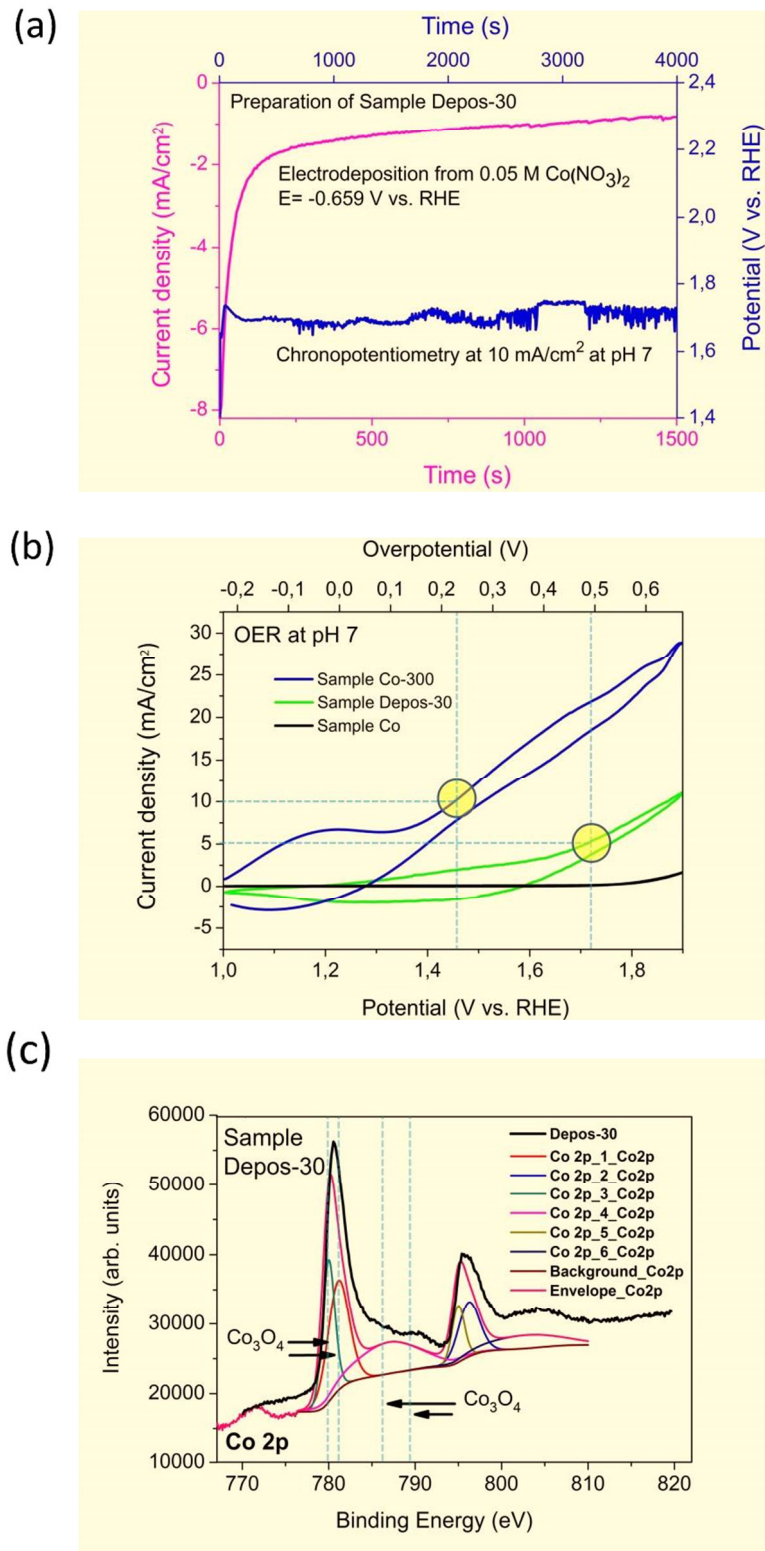 (a)
Time (s)
0 1000 2000 3000 4000
Preparation of Sample Depos-30
Electrodeposition from 0.05 M Co(NO3)2
E= -0.659 V vs. RHE
Chronopotentiometry at 10 mA/cm2 at pH 7
Current density (mA/cm2)
0
-2
-4
-6
-8
Potential (V vs. RHE)
2,4
2,2
2,0
1,8
1,6
1,4
0 500 1000 1500
Time (s)
(b)
Overpotential (V)
-0,2 -0,1 0,0 0,1 0,2 0,3 0,4 0,5 0,6
OER at pH 7
Sample Co-300
Sample Depos-30
Sample Co
Current density (mA/cm2)
30
25
20
15
10
5
0
-5
1,0 1,2 1,4 1,6 1,8
Potential (V vs. RHE)
(c)
Sample
Depos-30
Depos-30
Co 2p_1_Co2p
Co 2p_2_Co2p
Co 2p_3_Co2p
Co 2p_4_Co2p
Co 2p_5_Co2p
Co 2p_6_Co2p
Background_Co2p
Envelope_Co2p
Intensity (arb. units)
60000
50000
40000
30000
20000
10000
Co3O4
Co3O4
Co 2p
770 780 790 800 810 820
Binding Energy (eV)